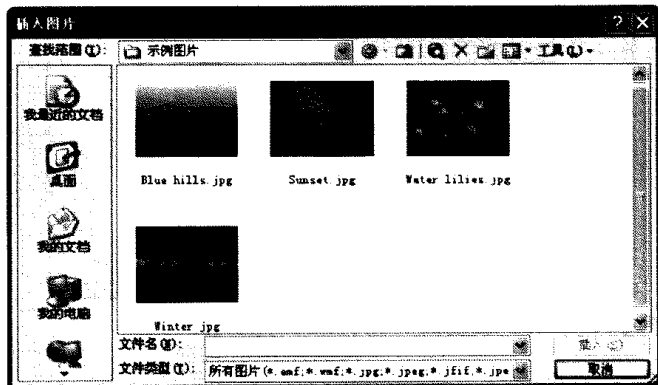 插入图片
查找范围(I): 示例图片 工具(L)
我最近的文档
桌面
我的文档
我的电脑
Blue hills.jpg Sunset.jpg Water lilies.jpg
Winter.jpg
文件名(N): 插入(S)
文件类型(T): 所有图片(*.emf;*.wmf;*.jpg;*.jpeg;*.jfif;*.jpe 取消